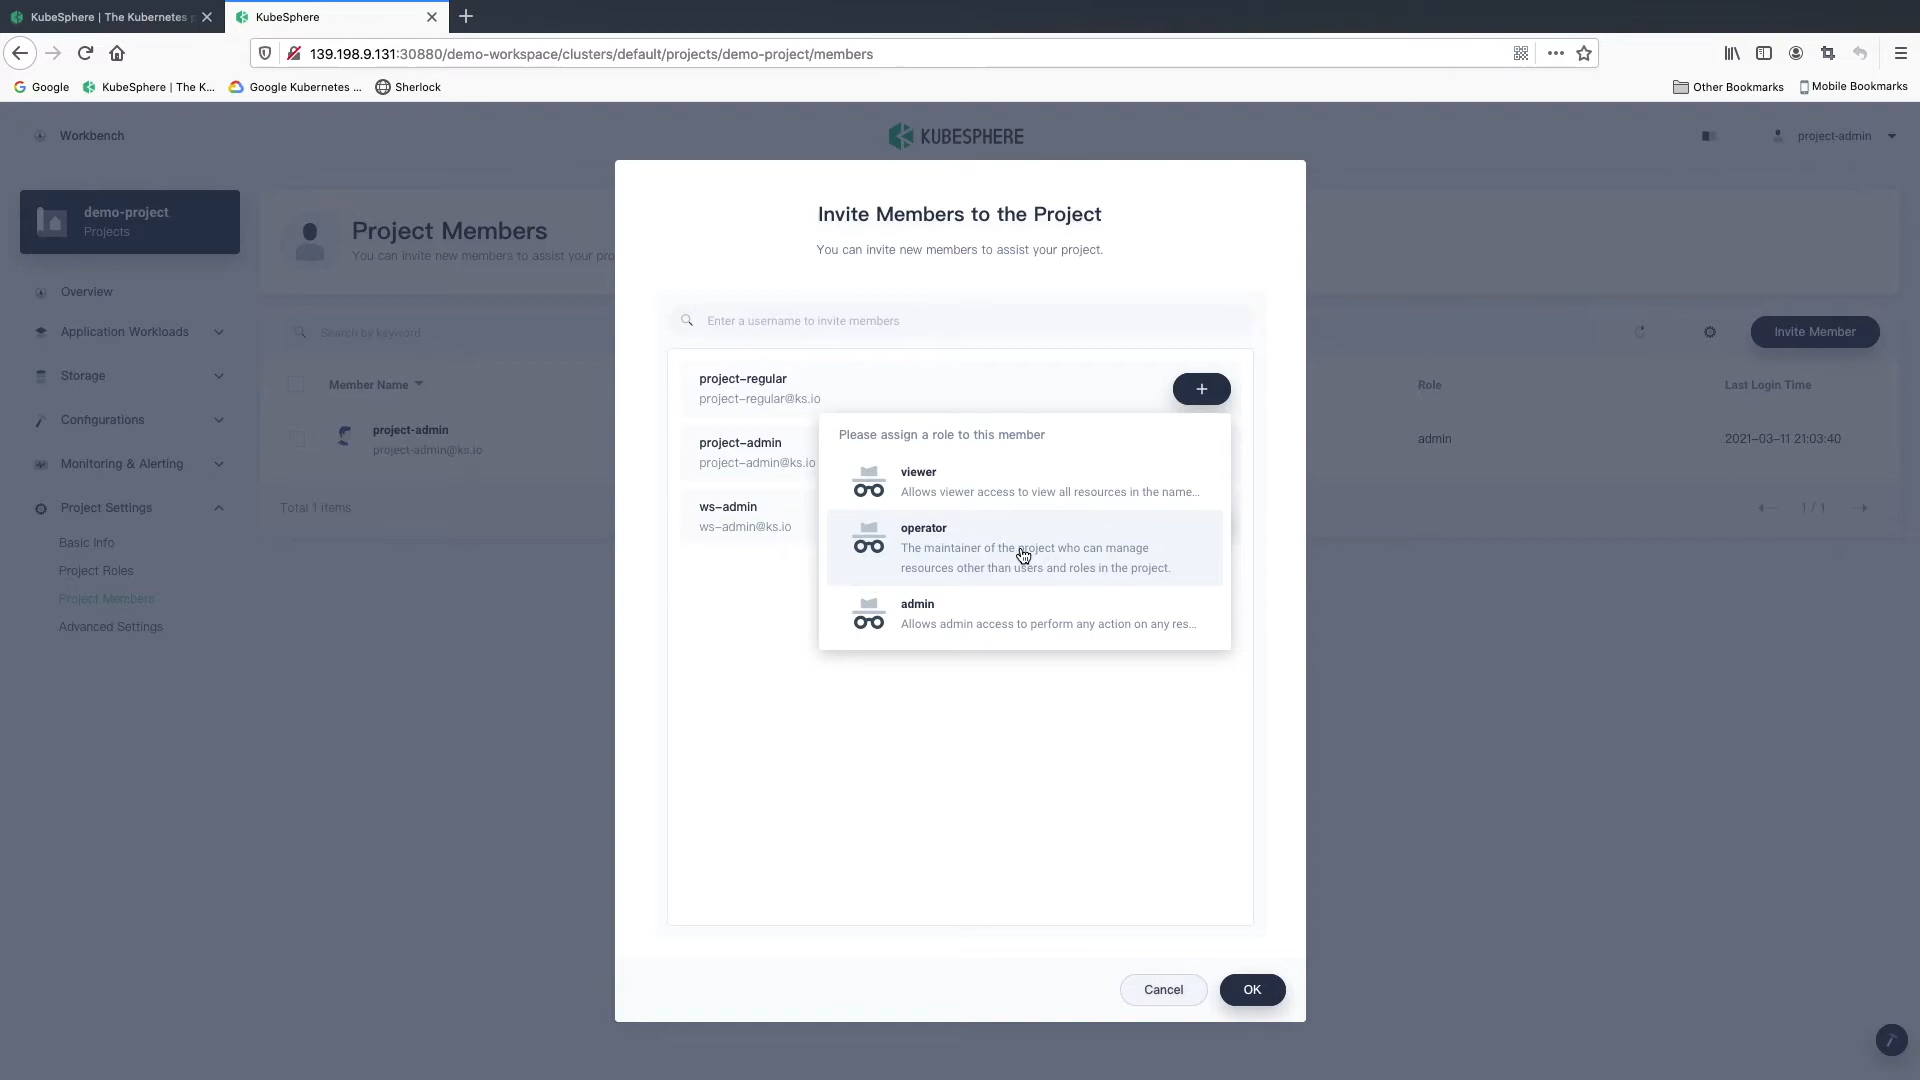 KubeSphere | The Kubernetes p
KubeSphere
139.198.9.131:30880/demo-workspace/clusters/default/projects/demo-project/members
Google
KubeSphere | The K...
Google Kubernetes ...
Sherlock
Other Bookmarks
Mobile Bookmarks
Workbench
KUBESPHERE
project-admin
demo-project
Projects
Project Members
You can invite new members to assist your pro
Overview
Application Workloads
Storage
Configurations
Monitoring & Alerting
Project Settings
Basic Info
Project Roles
Project Members
Advanced Settings
Search by keyword
Invite Member
Member Name
Role
Last Login Time
project-admin
project-admin@ks.io
admin
2021-03-11 21:03:40
Total 1 items
1 / 1
Invite Members to the Project
You can invite new members to assist your project.
Enter a username to invite members
project-regular
project-regular@ks.io
project-admin
project-admin@ks.io
ws-admin
ws-admin@ks.io
Please assign a role to this member
viewer
Allows viewer access to view all resources in the name...
operator
The maintainer of the project who can manage
resources other than users and roles in the project.
admin
Allows admin access to perform any action on any res...
Cancel
OK